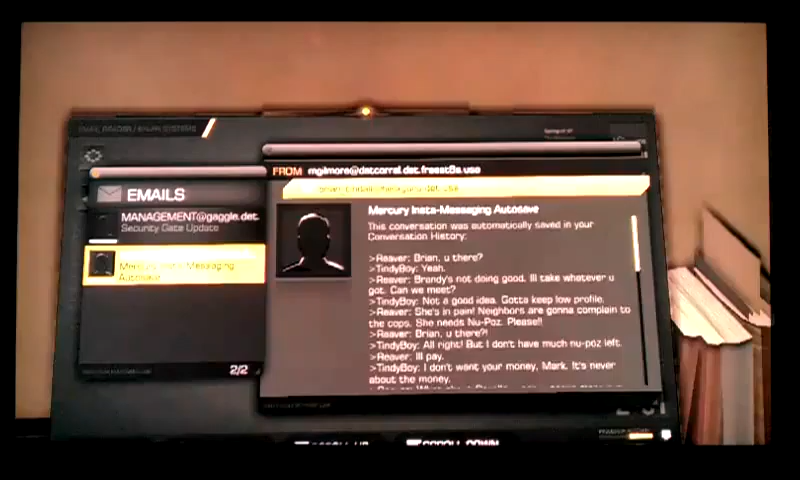 EMAILS
MANAGEMENT@gaggle.det.
Security Gate Update
Mercury Insta-Messaging
Autosave
2/2
FROM mgilmore@datcorral.det.freest8s.use
Mercury Insta-Messaging Autosave
This conversation was automatically saved in your
Conversation History:
>Reaver: Brian, u there?
>TindyBoy: Yeah.
>Reaver: Brandy's not doing good. Ill take whatever u
got. Can we meet?
>TindyBoy: Not a good idea. Gotta keep low profile.
>Reaver: She's in pain! Neighbors are gonna complain to
the cops. She needs Nu-Poz. Please!!
>Reaver: Brian, u there?!
>TindyBoy: All right! But I don't have much nu-poz left.
>Reaver: Ill pay.
>TindyBoy: I don't want your money, Mark. It's never
about the money.
SCROLL UP
SCROLL DOWN